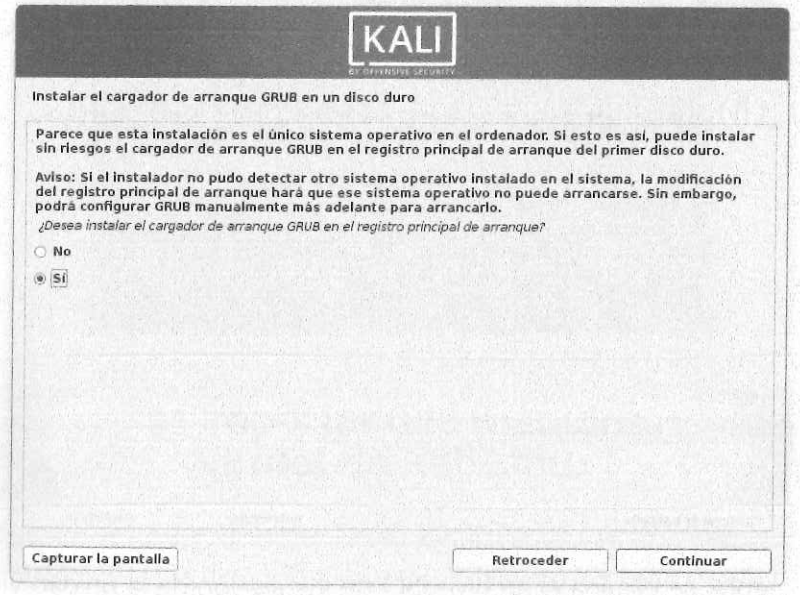 KALI
BY OFFENSIVE SECURITY
Instalar el cargador de arranque GRUB en un disco duro
Parece que esta instalación es el único sistema operativo en el ordenador. Si esto es así, puede instalar
sin riesgos el cargador de arranque GRUB en el registro principal de arranque del primer disco duro.
Aviso: Si el instalador no pudo detectar otro sistema operativo instalado en el sistema, la modificación
del registro principal de arranque hará que ese sistema operativo no puede arrancarse. Sin embargo,
podrá configurar GRUB manualmente más adelante para arrancarlo.
¿Desea instalar el cargador de arranque GRUB en el registro principal de arranque?
No
Sí
Capturar la pantalla
Retroceder
Continuar